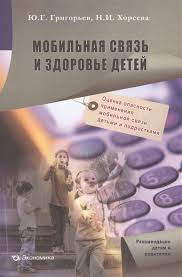 Ю.Г. Григорьев, Н.И. Хорсева
МОБИЛЬНАЯ СВЯЗЬ
И ЗДОРОВЬЕ ДЕТЕЙ
Оценка опасности
применения
мобильной связи
детьми и подростками
Рекомендации
детям и
родителям
Экономика